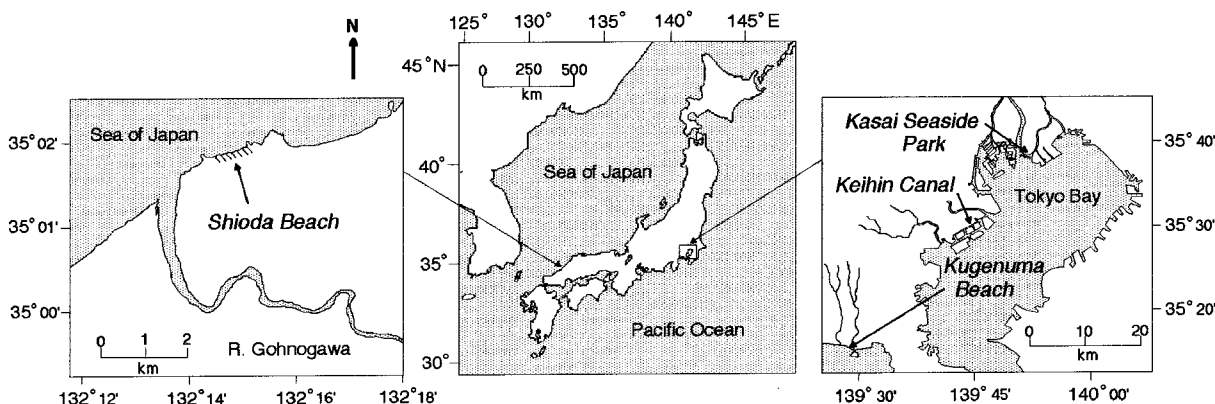 N
Sea of Japan
Shioda Beach
R. Gohnogawa
0 1 2
km
35° 02'
35° 01'
35° 00'
132° 12' 132° 14' 132° 16' 132° 18'
125° 130° 135° 140° 145° E
45° N
40°
35°
30°
0 250 500
km
Sea of Japan
Pacific Ocean
Kasai Seaside
Park
Keihin Canal
Tokyo Bay
Kugenuma
Beach
0 10 20
km
35° 40'
35° 30'
35° 20'
139° 30' 139° 45' 140° 00'